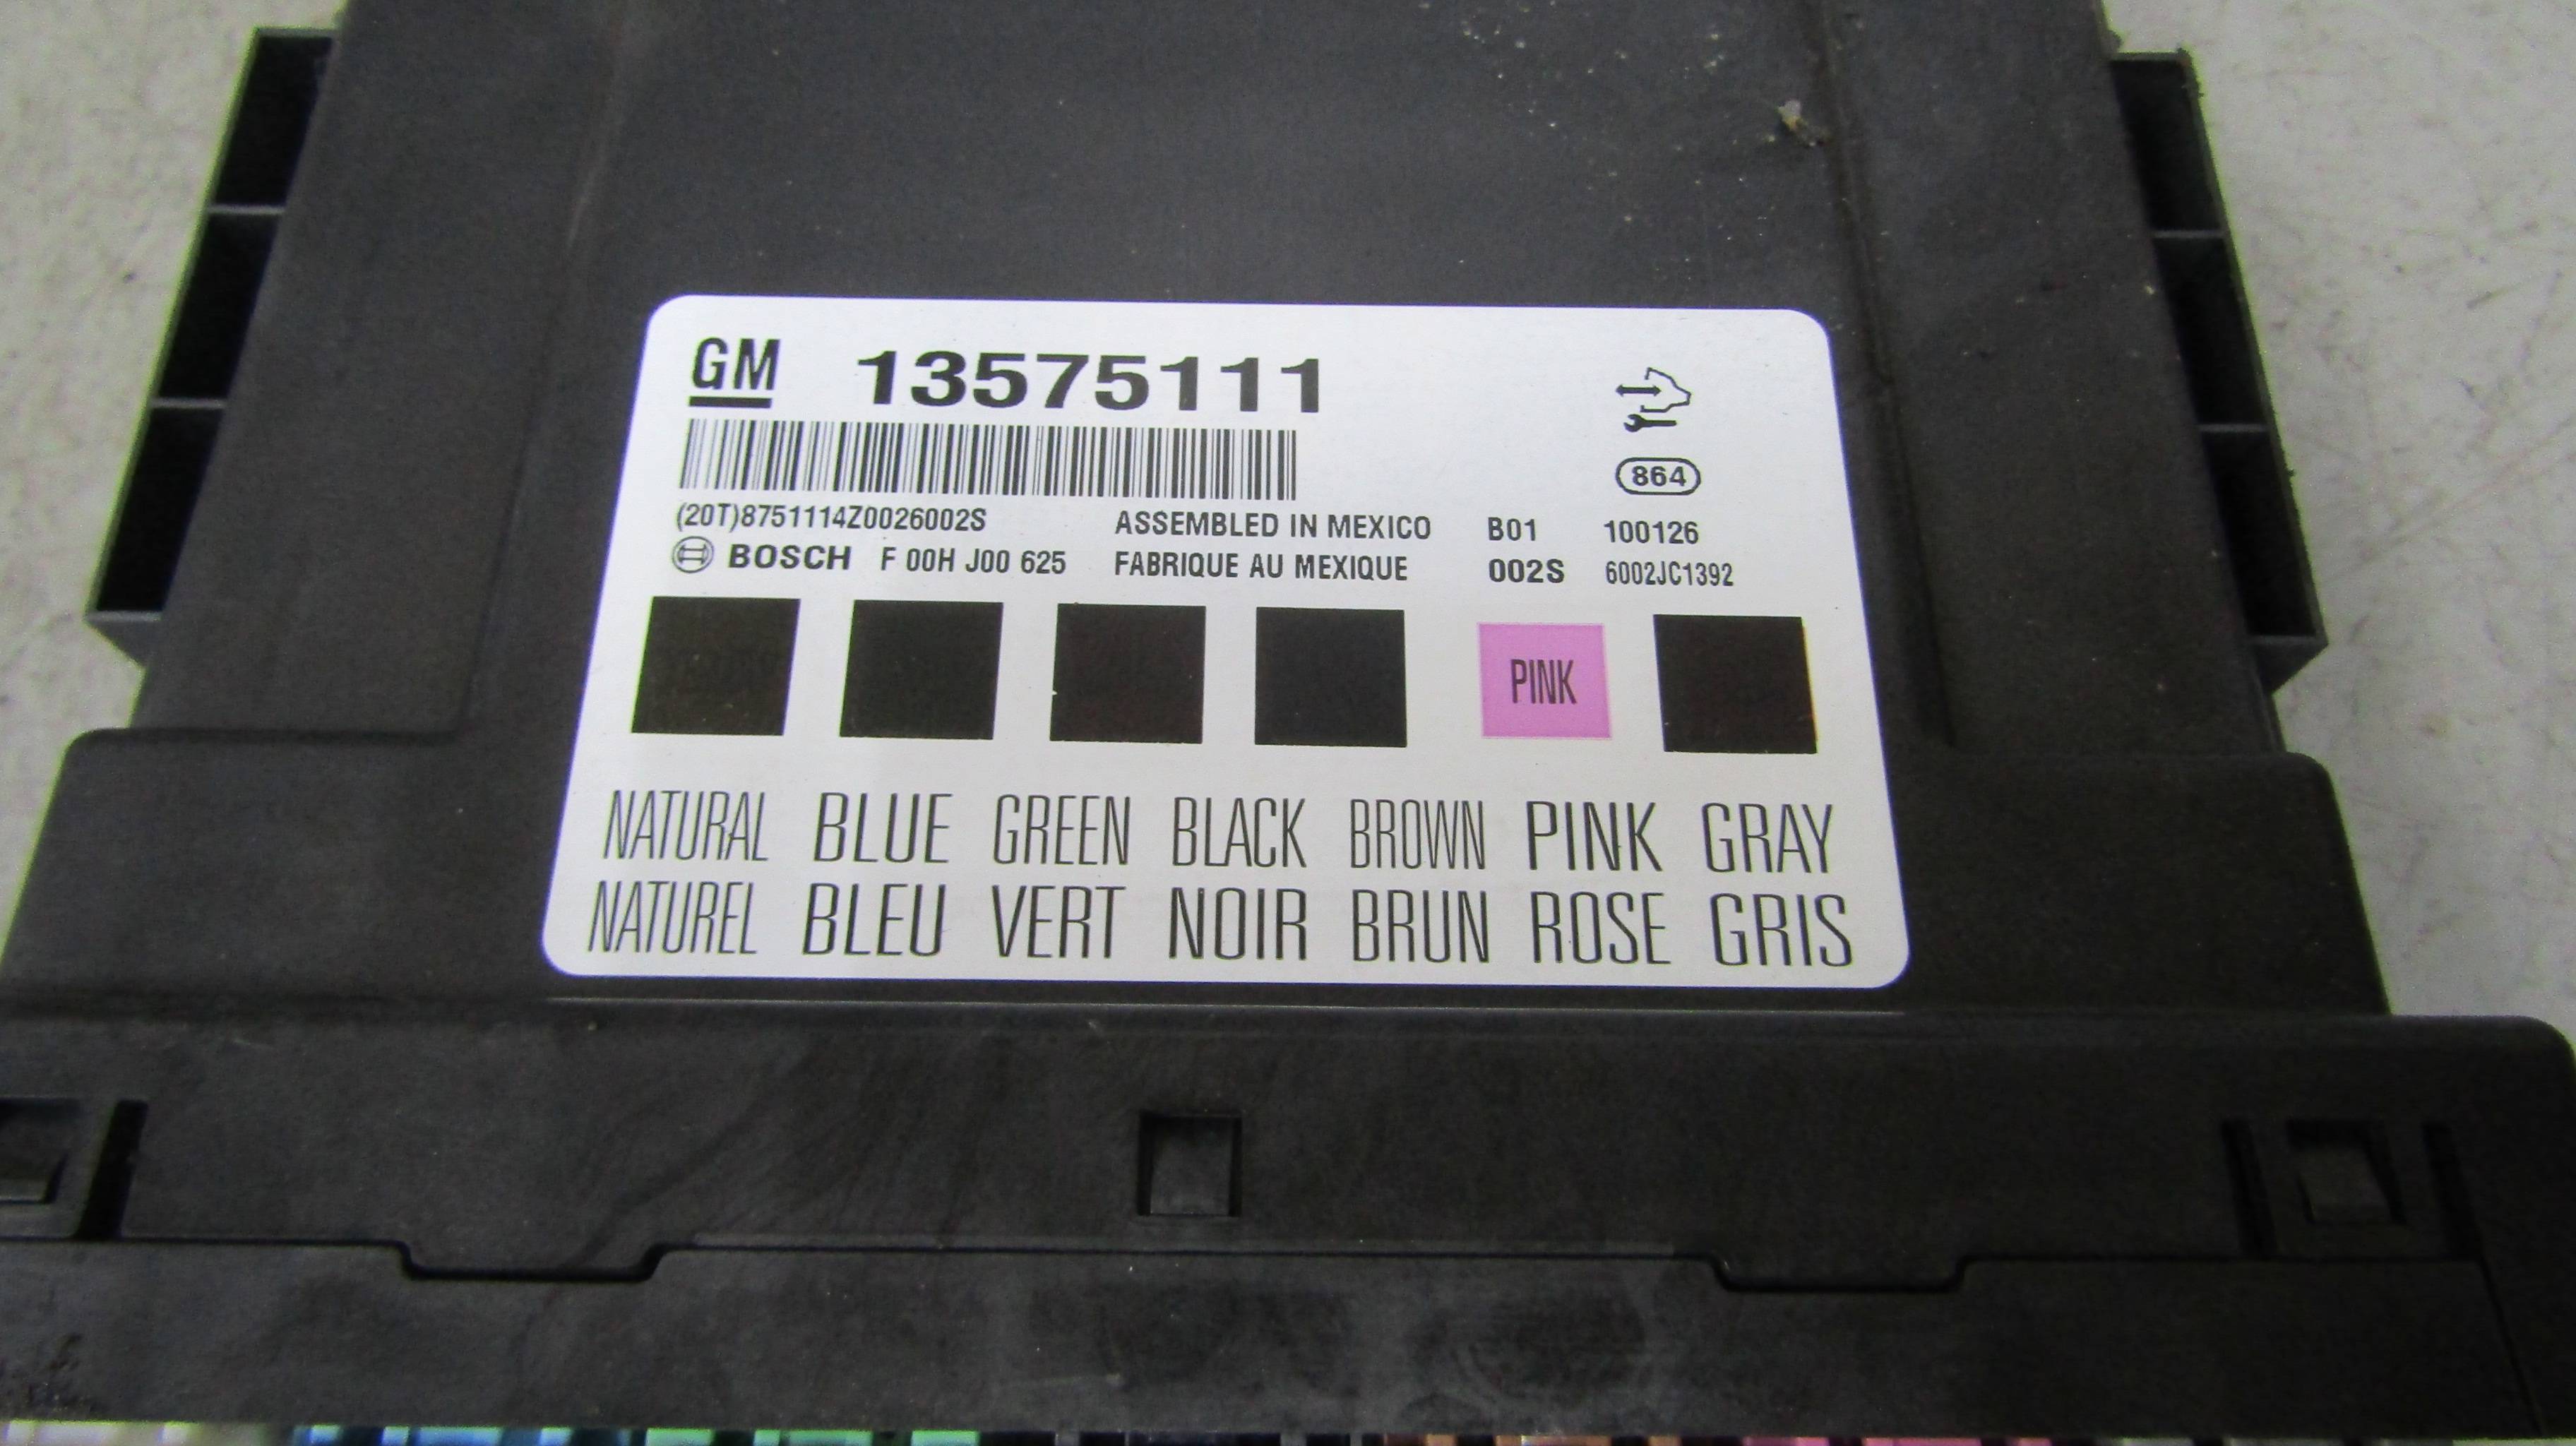 GM 13575111
864
(20T)8751114Z0026002S ASSEMBLED IN MEXICO B01 100126
BOSCH F 00H J00 625 FABRIQUE AU MEXIQUE 002S 6002JC1392
PINK
NATURAL BLUE GREEN BLACK BROWN PINK GRAY
NATUREL BLEU VERT NOIR BRUN ROSE GRIS